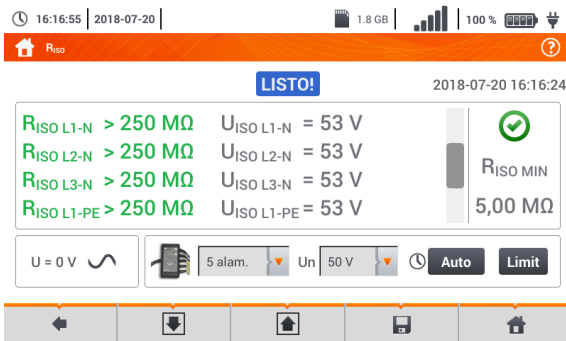 16:16:55 2018-07-20 1.8 GB 100 %
RISO ?
LISTO! 2018-07-20 16:16:24
RISO L1-N > 250 MΩ UISO L1-N = 53 V
RISO L2-N > 250 MΩ UISO L2-N = 53 V
RISO L3-N > 250 MΩ UISO L3-N = 53 V
RISO L1-PE > 250 MΩ UISO L1-PE = 53 V
RISO MIN
5,00 MΩ
U = 0 V 5 alam. Un 50 V Auto Limit